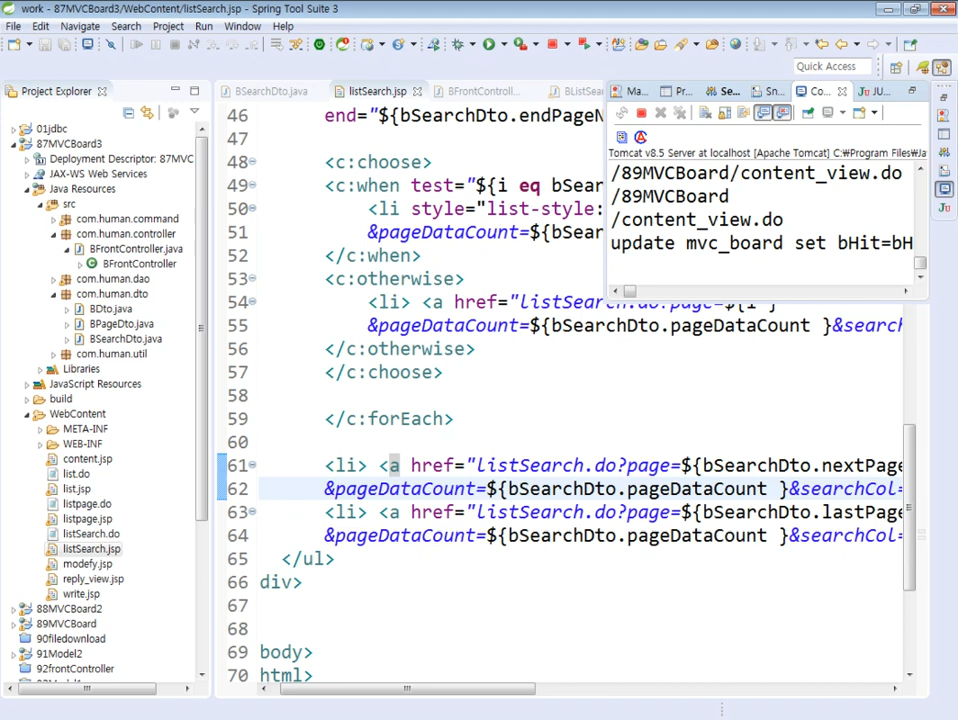 work - 87MVCBoard3/WebContent/listSearch.jsp - Spring Tool Suite 3
File Edit Navigate Search Project Run Window Help
Quick Access
Project Explorer
BSearchDto.java
listSearch.jsp
BFrontControll...
BListSear...
Ma...
Pr...
Se...
Sn...
Co...
JU...
01jdbc
87MVCBoard3
Deployment Descriptor: 87MVC
JAX-WS Web Services
Java Resources
src
com.human.command
com.human.controller
BFrontController.java
BFrontController
com.human.dao
com.human.dto
BDto.java
BPageDto.java
BSearchDto.java
com.human.util
Libraries
JavaScript Resources
build
WebContent
META-INF
WEB-INF
content.jsp
list.do
list.jsp
listpage.do
listpage.jsp
listSearch.do
listSearch.jsp
modefy.jsp
reply_view.jsp
write.jsp
88MVCBoard2
89MVCBoard
90filedownload
91Model2
92frontController
46 end="${bSearchDto.endPageN
47
48 <c:choose>
49 <c:when test="${i eq bSear
50 <li style="list-style:
51 &pageDataCount=${bSear
52 </c:when>
53 <c:otherwise>
54 <li> <a href="listSearch.do?page=${i }
55 &pageDataCount=${bSearchDto.pageDataCount }&search
56 </c:otherwise>
57 </c:choose>
58
59 </c:forEach>
60
61 <li> <a href="listSearch.do?page=${bSearchDto.nextPage
62 &pageDataCount=${bSearchDto.pageDataCount }&searchCol=
63 <li> <a href="listSearch.do?page=${bSearchDto.lastPage
64 &pageDataCount=${bSearchDto.pageDataCount }&searchCol=
65 </ul>
66 div>
67
68
69 body>
70 html>
Tomcat v8.5 Server at localhost [Apache Tomcat] C:₩Program Files₩Ja
/89MVCBoard/content_view.do
/89MVCBoard
/content_view.do
update mvc_board set bHit=bH